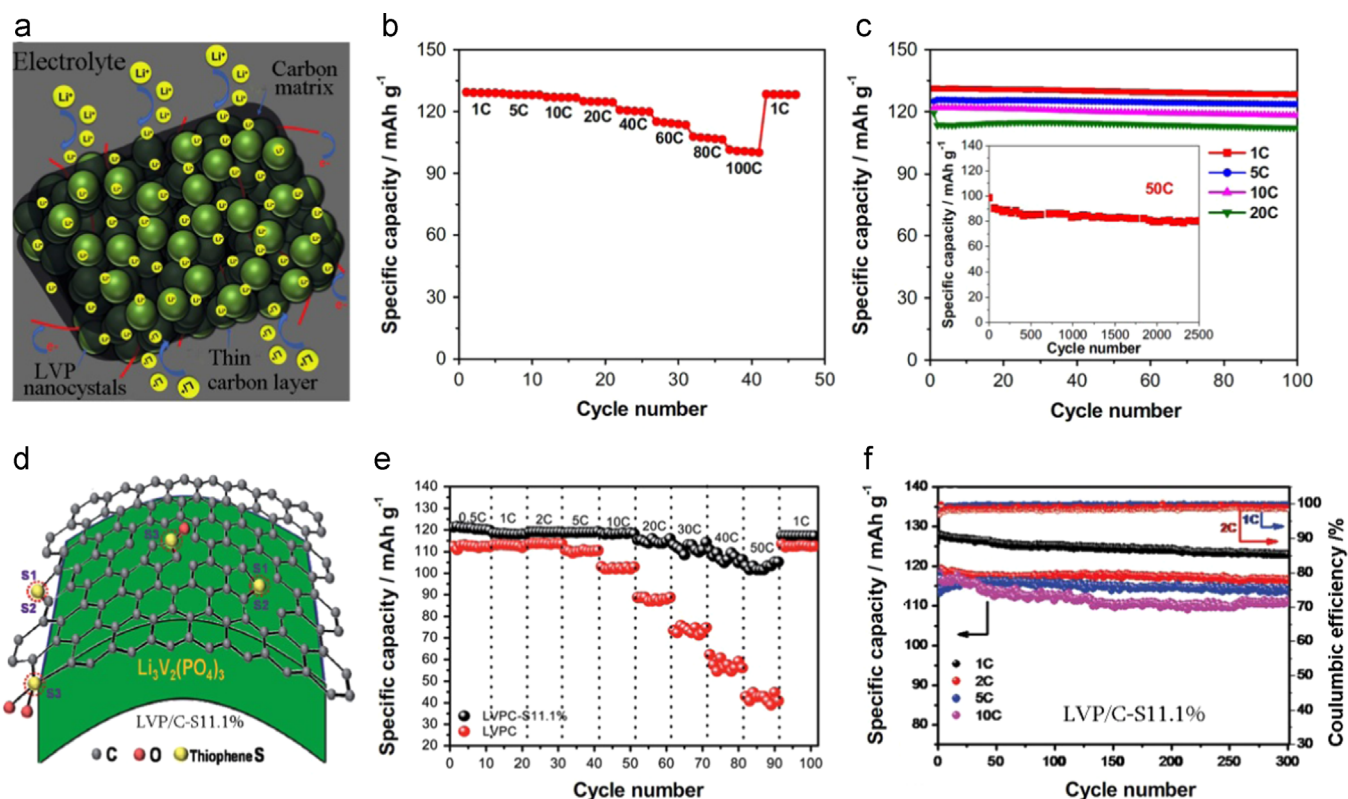 a
Electrolyte
Carbon
matrix
Li⁺
LVP
nanocystals
Thin
carbon layer
b
Specific capacity / mAh g⁻¹
150
120
90
60
30
0
1C 5C 10C 20C 40C 60C 80C 100C 1C
0 10 20 30 40 50
Cycle number
c
Specific capacity / mAh g⁻¹
150
120
90
60
30
0
1C
5C
10C
20C
Specific capacity / mAh g⁻¹
140
120
100
80
60
40
20
0
50C
0 500 1000 1500 2000 2500
Cycle number
0 20 40 60 80 100
Cycle number
d
S3
S1
S1
S2
S2
S3
Li₃V₂(PO₄)₃
LVP/C-S11.1%
C O Thiophene S
e
Specific capacity / mAh g⁻¹
140
130
120
110
100
90
80
70
60
50
40
30
20
0.5C 1C 2C 5C 10C 20C 30C 40C 50C 1C
LVPC-S11.1%
LVPC
0 10 20 30 40 50 60 70 80 90 100
Cycle number
f
Specific capacity / mAh g⁻¹
140
135
130
125
120
115
110
105
100
95
90
85
80
2C 1C
1C
2C
5C
10C
LVP/C-S11.1%
100
90
80
70
60
50
40
30
Coulumbic efficiency /%
0 50 100 150 200 250 300
Cycle number